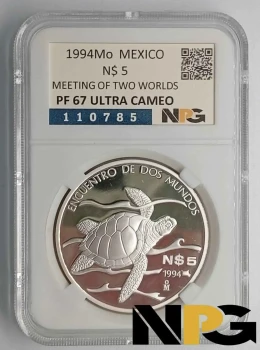 1994Mo MEXICO
N$ 5
MEETING OF TWO WORLDS
PF 67 ULTRA CAMEO
110785 NPG
ENCUENTRO DE DOS MUNDOS
N$5
1994
NPG